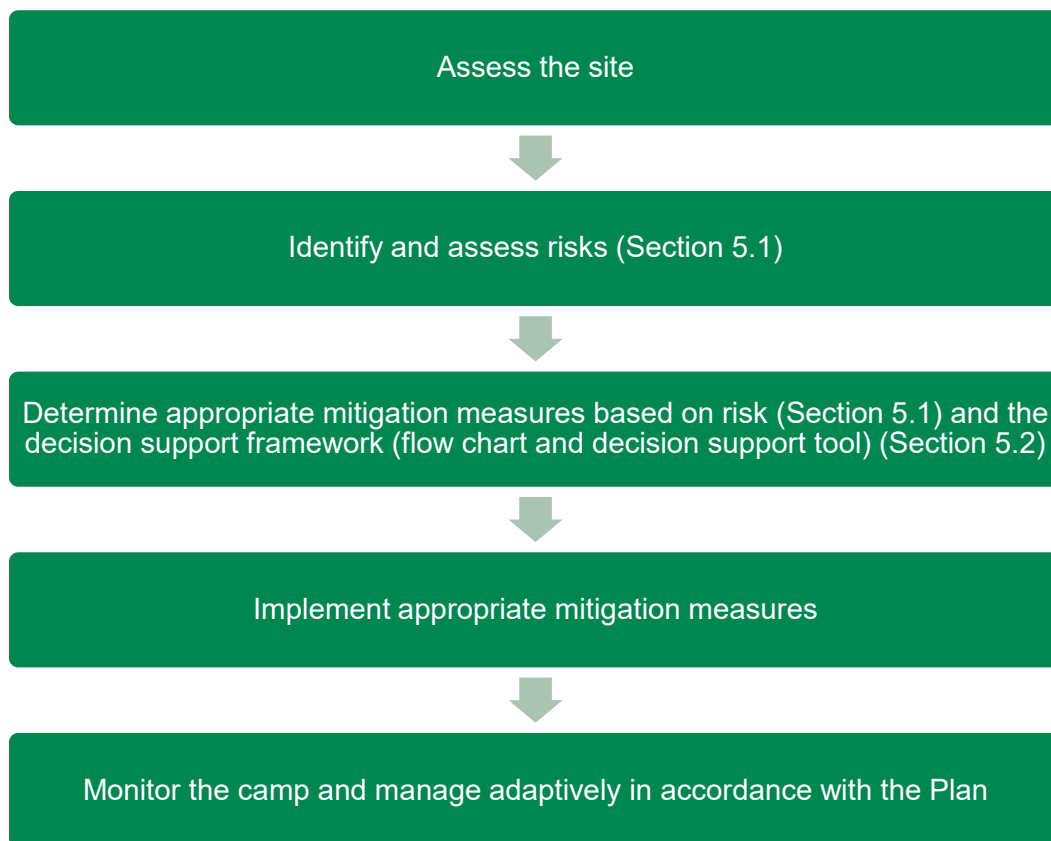 Assess the site
Identify and assess risks (Section 5.1)
Determine appropriate mitigation measures based on risk (Section 5.1) and the
decision support framework (flow chart and decision support tool) (Section 5.2)
Implement appropriate mitigation measures
Monitor the camp and manage adaptively in accordance with the Plan